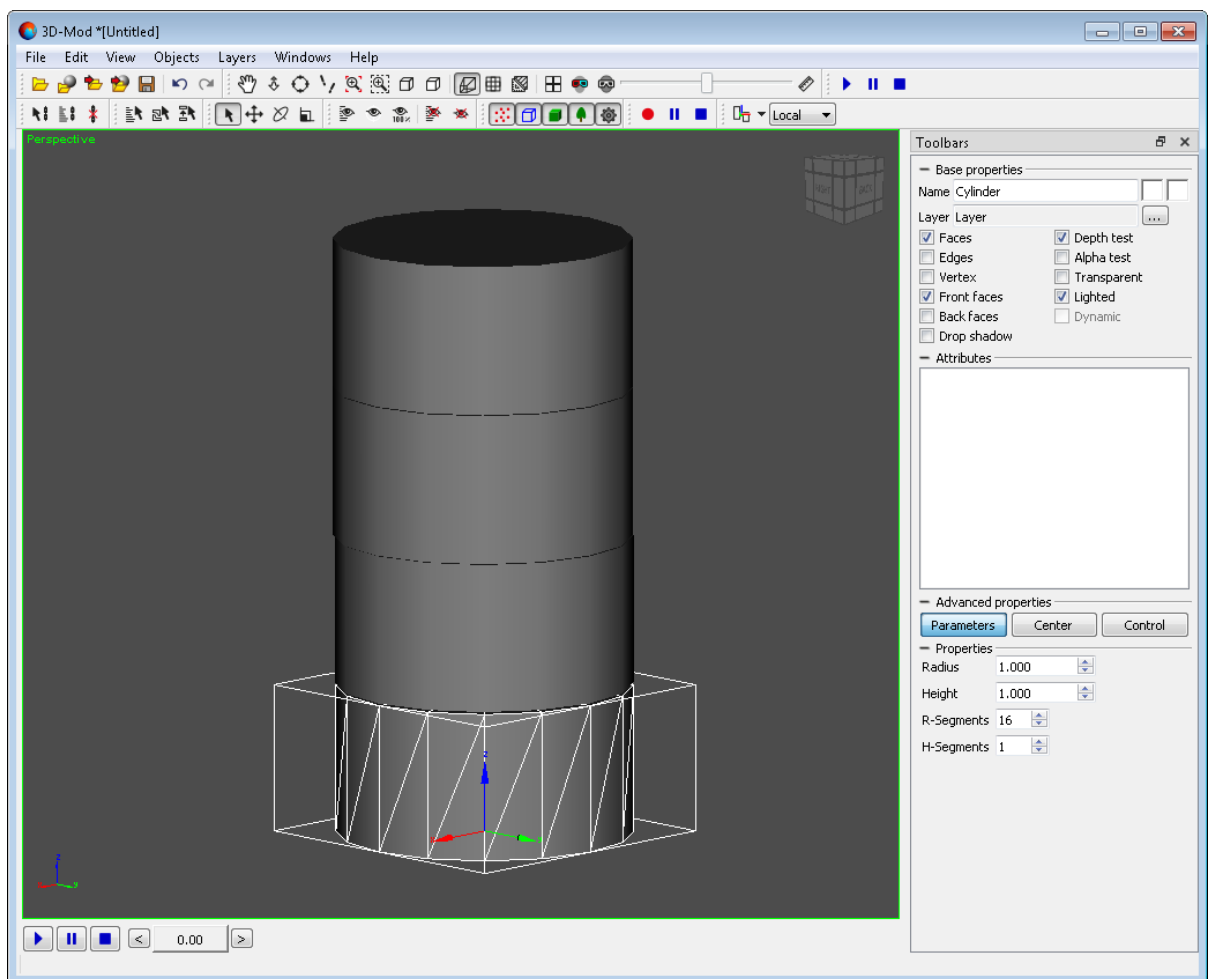 3D-Mod *[Untitled]
File Edit View Objects Layers Windows Help
100%
Local
Perspective
Toolbars
Base properties
Name Cylinder
Layer Layer ...
Faces Depth test
Edges Alpha test
Vertex Transparent
Front faces Lighted
Back faces Dynamic
Drop shadow
Attributes
Advanced properties
Parameters Center Control
Properties
Radius 1.000
Height 1.000
R-Segments 16
H-Segments 1
z
z
y
< 0.00 >